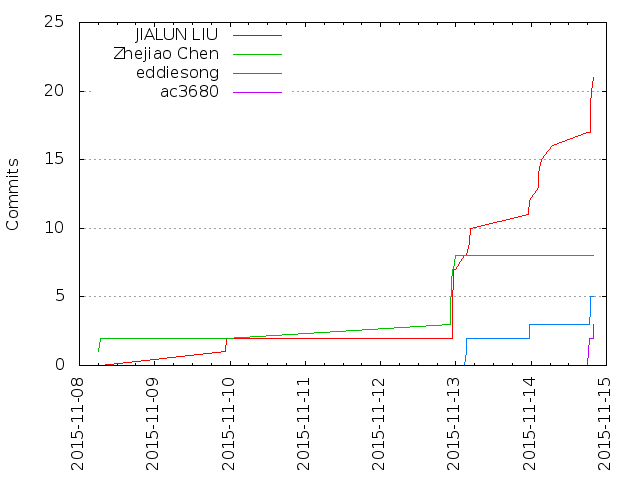 25
20
15
10
5
0
Commits
JIALUN LIU
Zhejiao Chen
eddiesong
ac3680
2015-11-08
2015-11-09
2015-11-10
2015-11-11
2015-11-12
2015-11-13
2015-11-14
2015-11-15